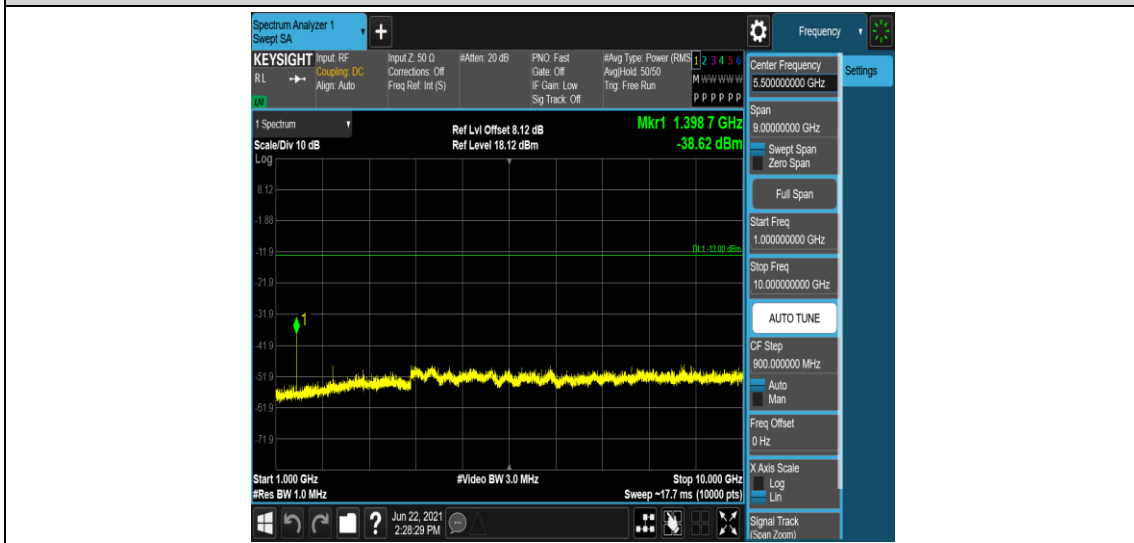 Spectrum Analyzer 1
Swept SA
Frequency
KEYSIGHT
RL
LXI
Input: RF
Coupling: DC
Align: Auto
Input Z: 50 Ω
Corrections: Off
Freq Ref: Int (S)
#Atten: 20 dB
PNO: Fast
Gate: Off
IF Gain: Low
Sig Track: Off
#Avg Type: Power (RMS
Avg|Hold: 50/50
Trig: Free Run
1 2 3 4 5 6
M W W W W W
P P P P P P
1 Spectrum
Scale/Div 10 dB
Ref Lvl Offset 8.12 dB
Ref Level 18.12 dBm
Mkr1 1.398 7 GHz
-38.62 dBm
Log
8.12
-1.88
-11.9
DL1 -13.00 dBm
-21.9
-31.9
1
-41.9
-51.9
-61.9
-71.9
Start 1.000 GHz
#Video BW 3.0 MHz
Stop 10.000 GHz
#Res BW 1.0 MHz
Sweep ~17.7 ms (10000 pts)
Jun 22, 2021
2:28:29 PM
Center Frequency
5.500000000 GHz
Settings
Span
9.00000000 GHz
Swept Span
Zero Span
Full Span
Start Freq
1.000000000 GHz
Stop Freq
10.000000000 GHz
AUTO TUNE
CF Step
900.000000 MHz
Auto
Man
Freq Offset
0 Hz
X Axis Scale
Log
Lin
Signal Track
(Span Zoom)